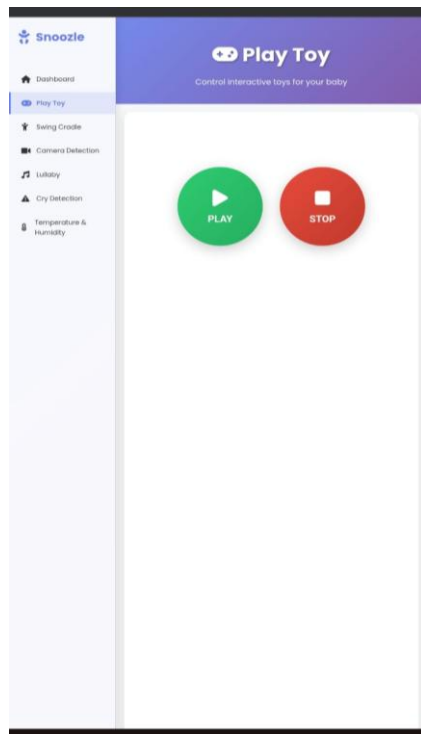 Snoozle
Dashboard
Play Toy
Swing Cradle
Camera Detection
Lullaby
Cry Detection
Temperature &
Humidity
Play Toy
Control interactive toys for your baby
PLAY
STOP